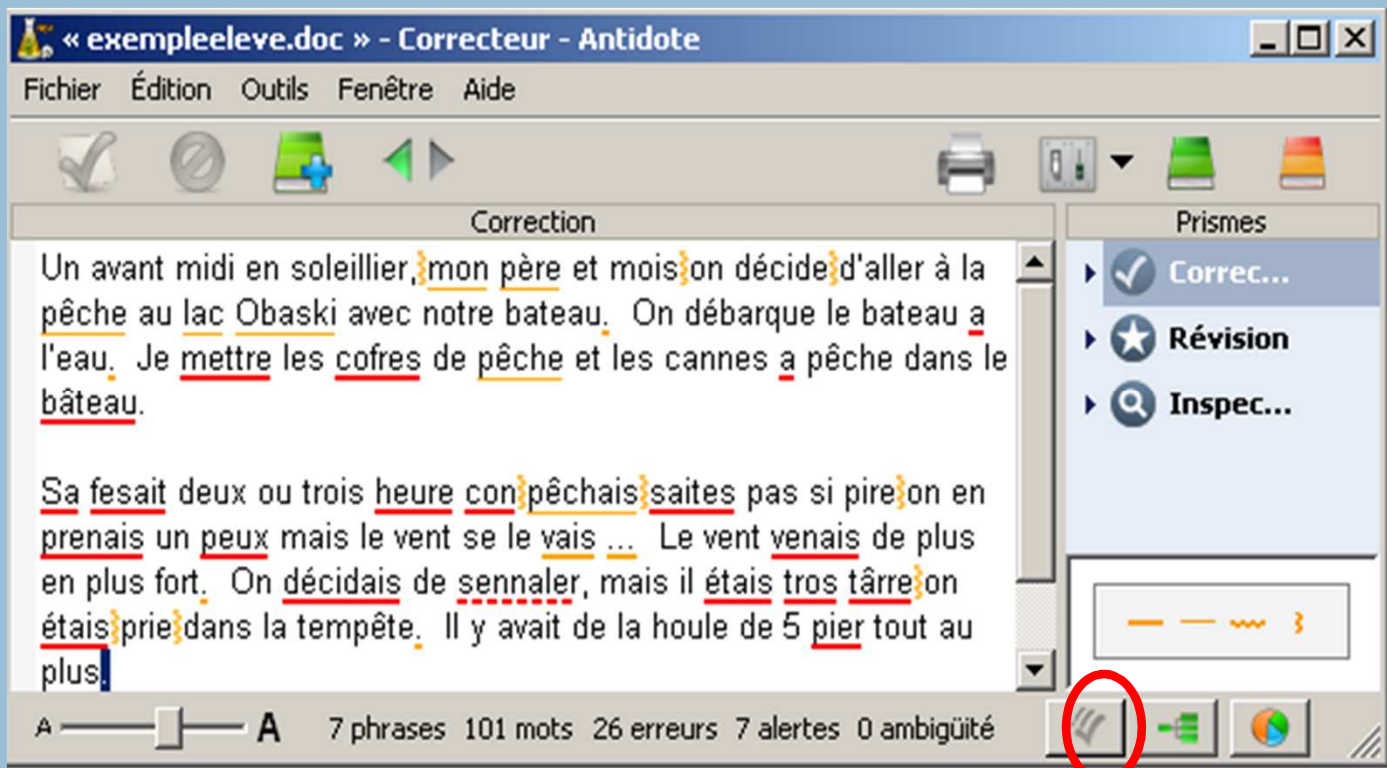 « exempleeleve.doc » - Correcteur - Antidote
Fichier Édition Outils Fenêtre Aide
Correction
Un avant midi en soleillier, mon père et mois on décide d'aller à la
pêche au lac Obaski avec notre bateau. On débarque le bateau a
l'eau. Je mettre les cofres de pêche et les cannes a pêche dans le
bâteau.
Sa fesait deux ou trois heure con pêchais saites pas si pire on en
prenais un peux mais le vent se le vais ... Le vent venais de plus
en plus fort. On décidais de sennaler, mais il étais tros târre on
étais prie dans la tempête. Il y avait de la houle de 5 pier tout au
plus.
Prismes
Correc...
Révision
Inspec...
A A 7 phrases 101 mots 26 erreurs 7 alertes 0 ambigüité